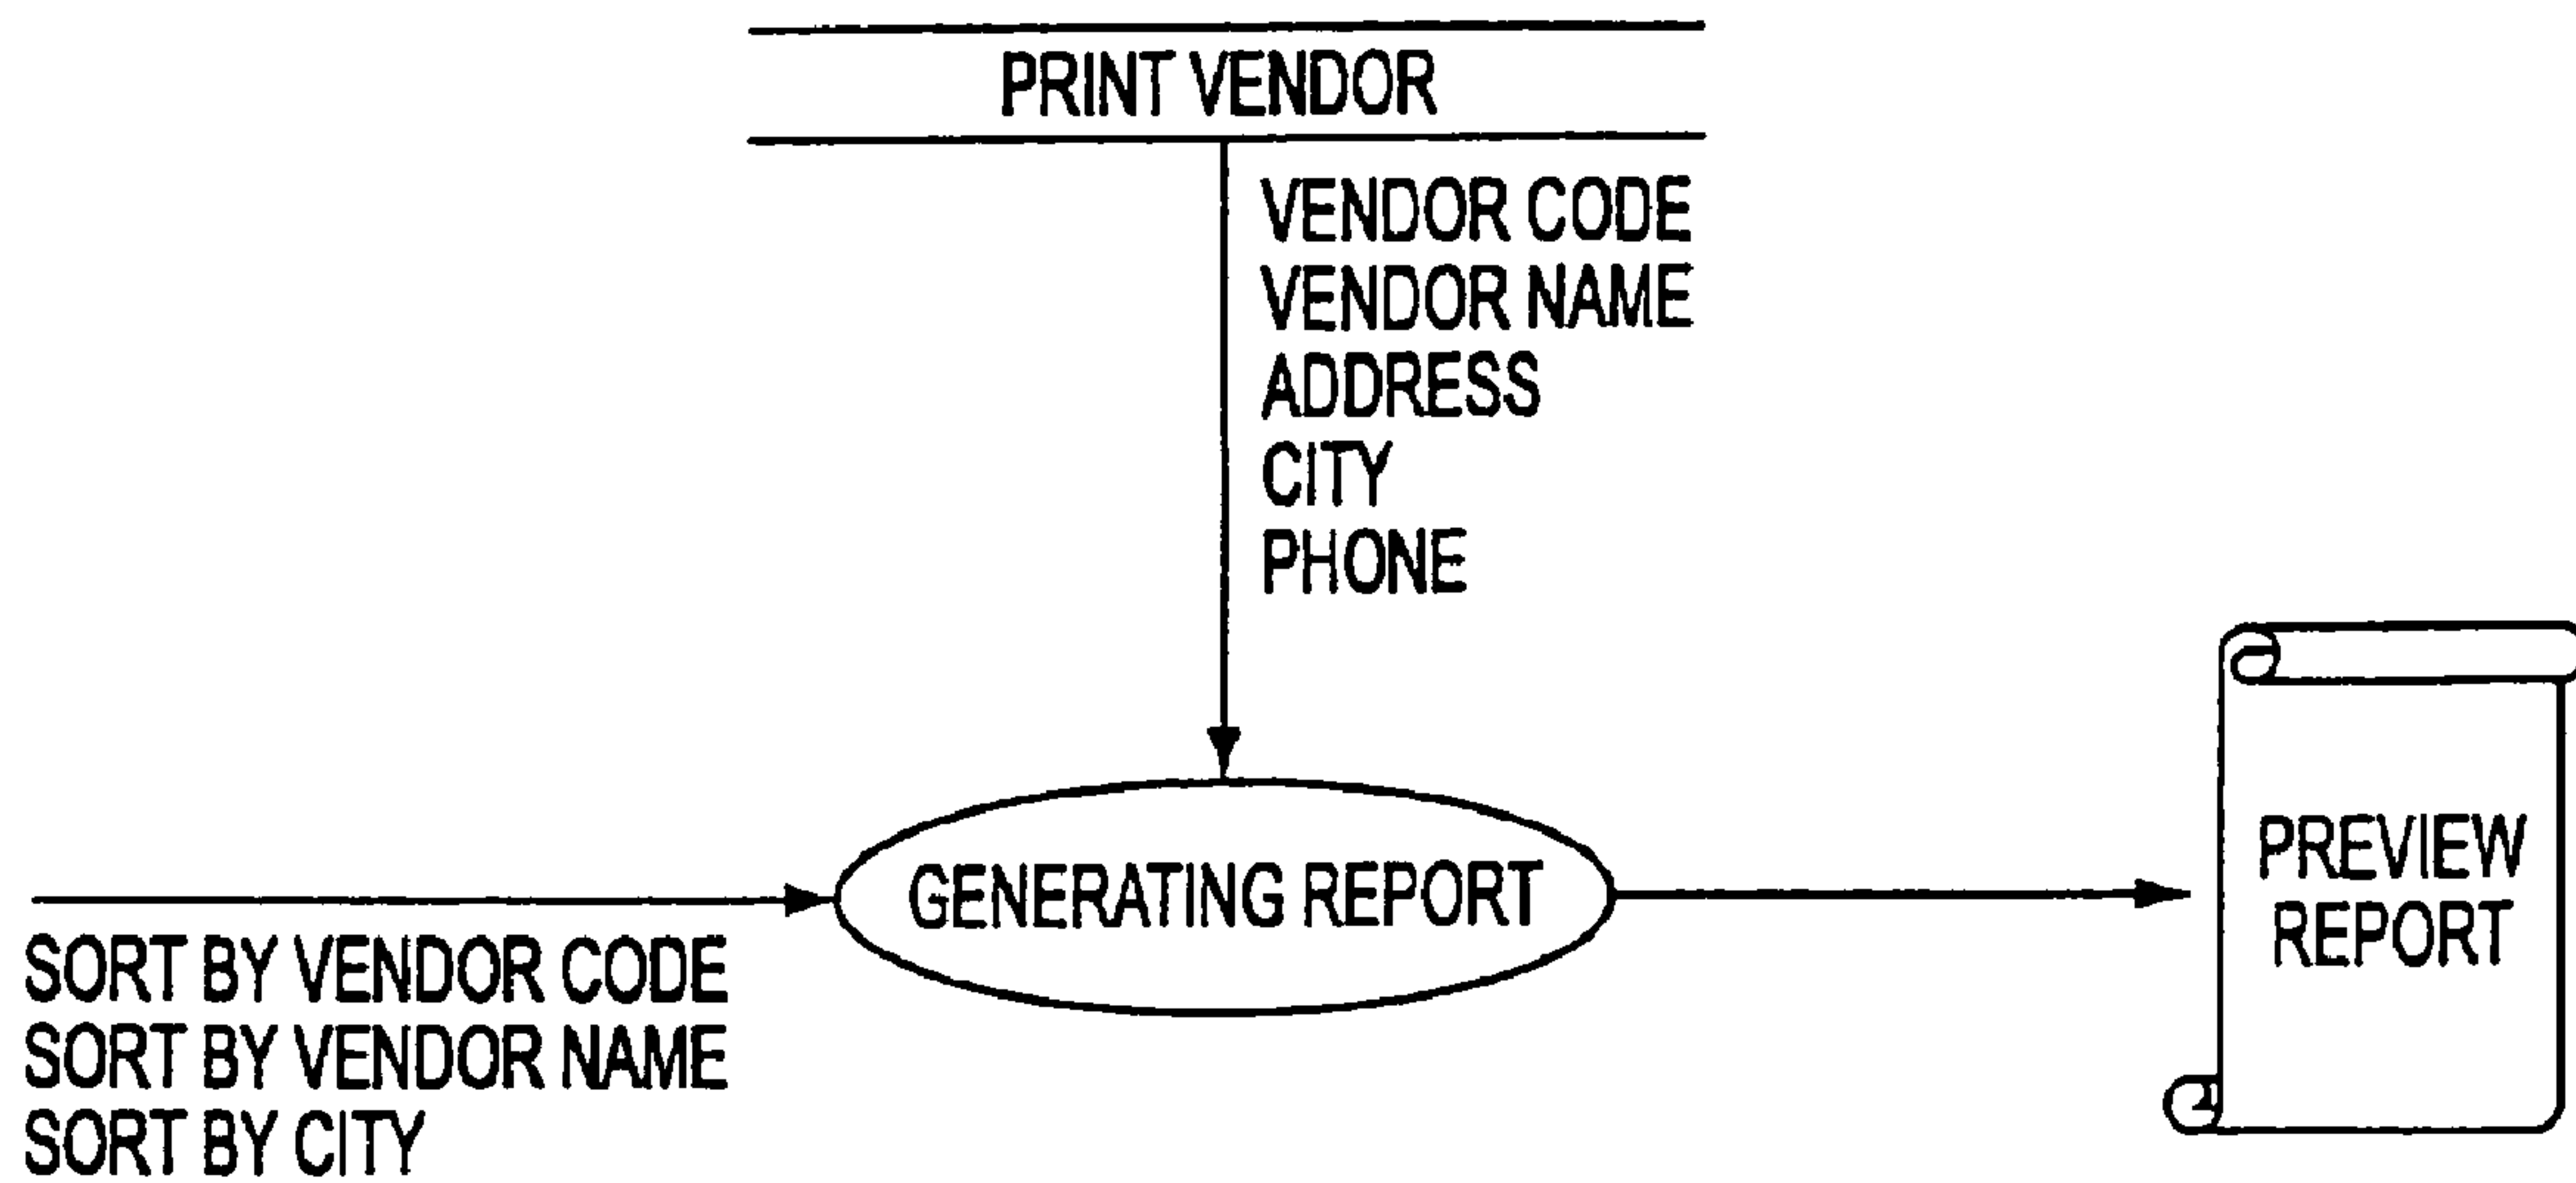 PRINT VENDOR
VENDOR CODE
VENDOR NAME
ADDRESS
CITY
PHONE
GENERATING REPORT
PREVIEW
REPORT
SORT BY VENDOR CODE
SORT BY VENDOR NAME
SORT BY CITY